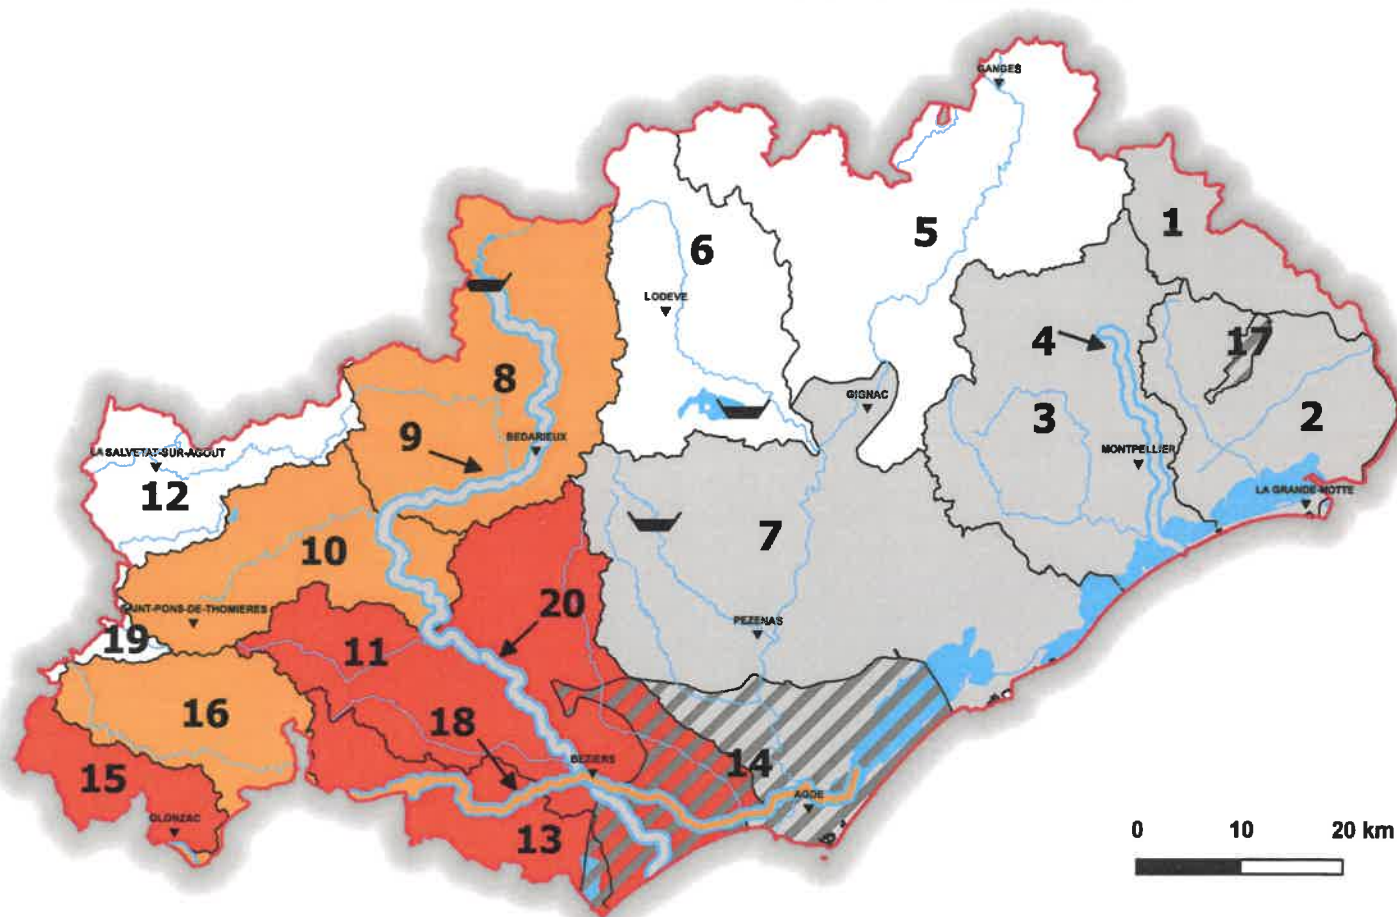 GANGES
1
5
6
LODEVE
17
4
8
GIGNAC
3
2
9
BEDARIEUX
MONTPELLIER
LA SALVETAT-SUR-AGOUT
12
LA GRANDE-MOTTE
7
10
20
SAINT-PONS-DE-THOMIERES
PEZENAS
19
11
16
18
14
BEZIERS
15
AGDE
OLONZAC
13
0 10 20 km